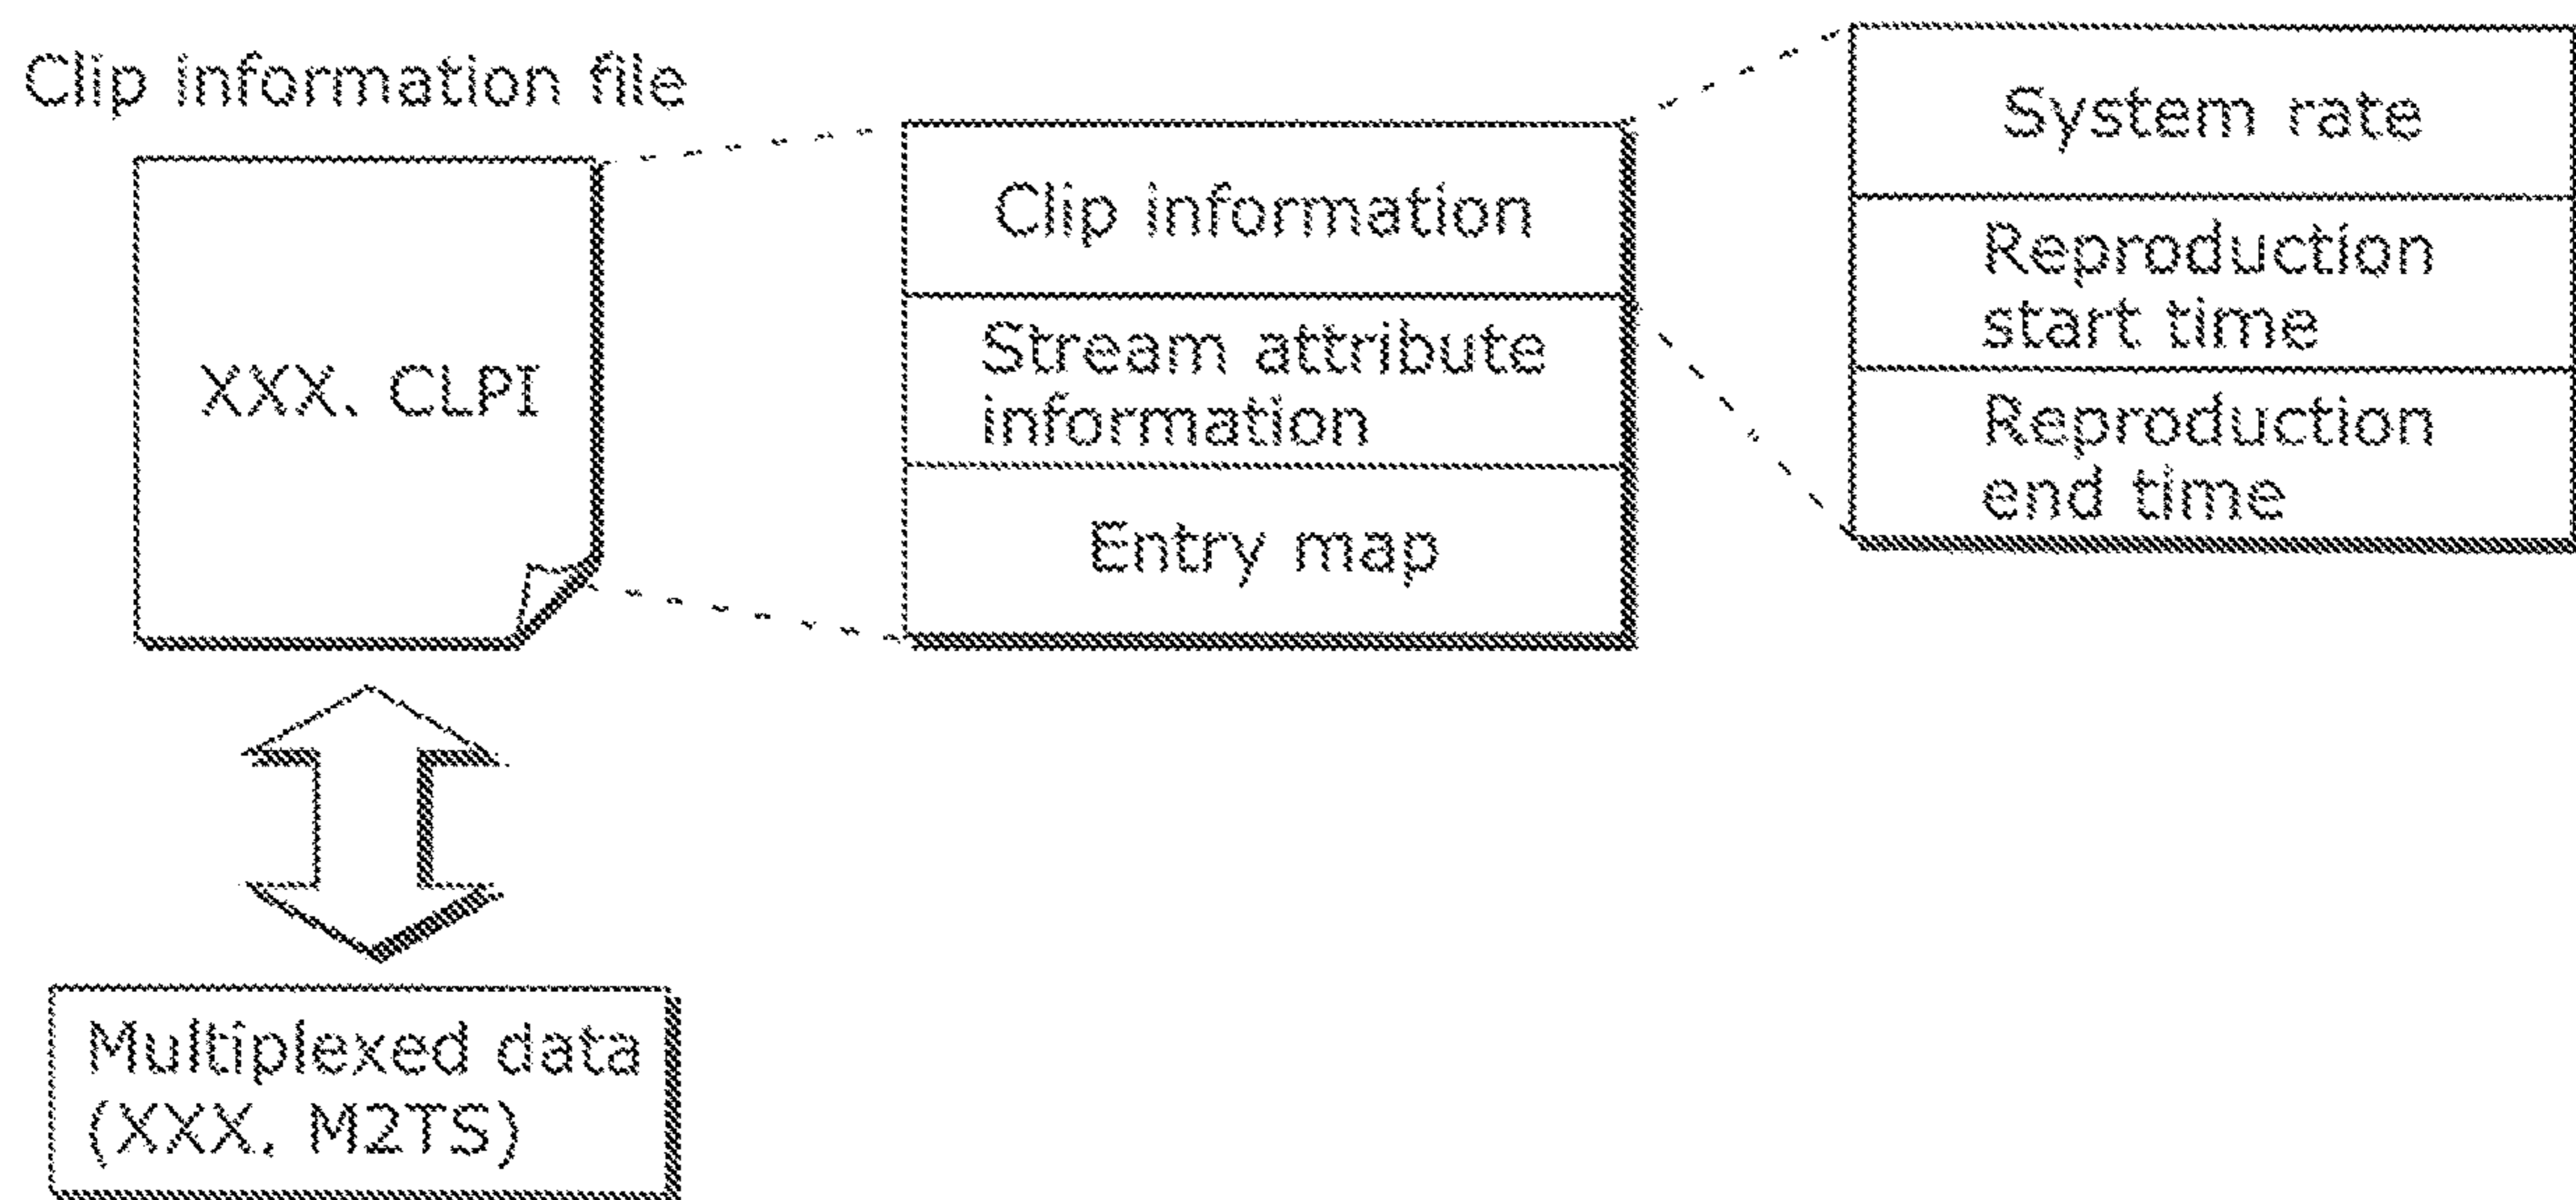 Clip information file
XXX. CLPI
Multiplexed data
(XXX. M2TS)
Clip information
Stream attribute
information
Entry map
System rate
Reproduction
start time
Reproduction
end time